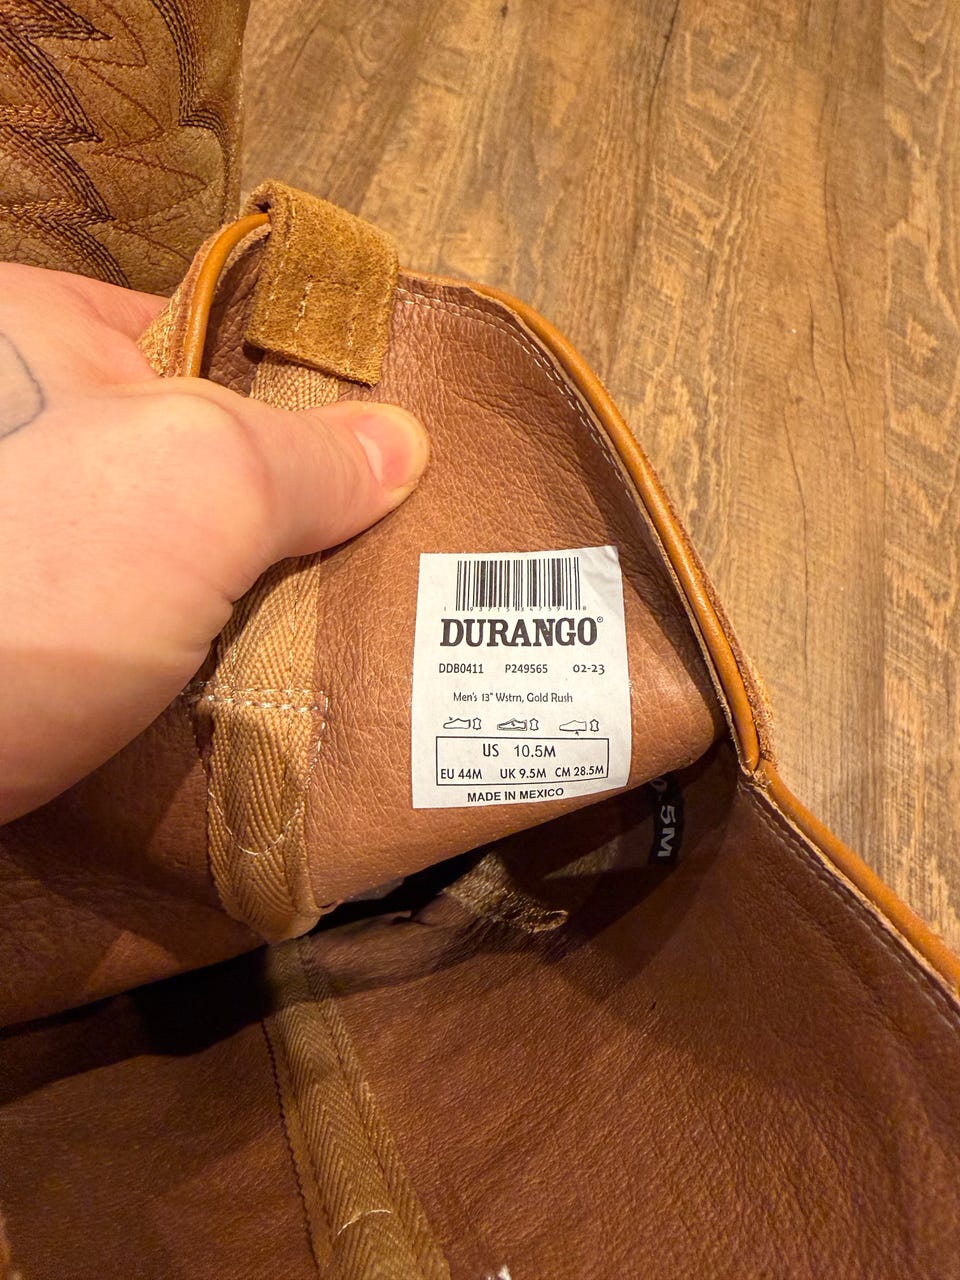 DURANGO®
DDB0411 P249565 02-23
Men's 13" Wstrn, Gold Rush
US 10.5M
EU 44M UK 9.5M CM 28.5M
MADE IN MEXICO
.5M